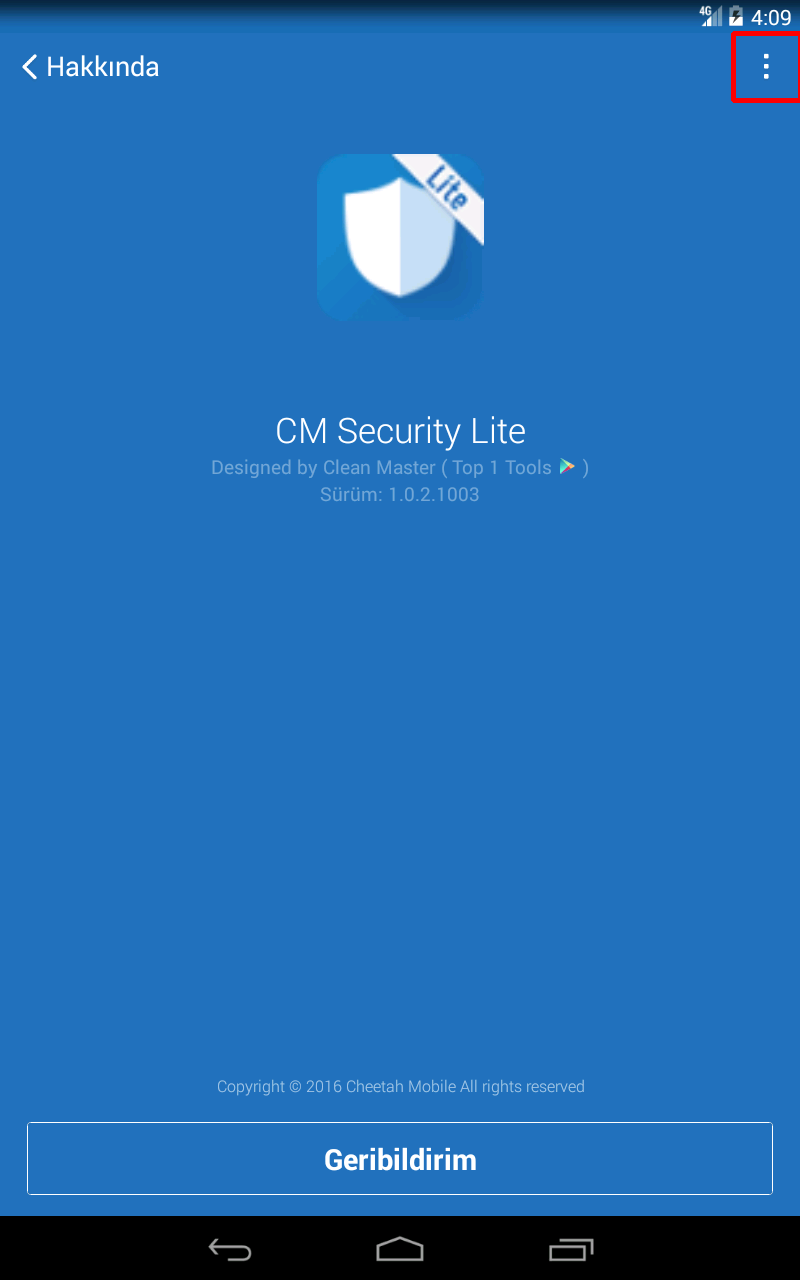 4G 4:09
Hakkında
Lite
CM Security Lite
Designed by Clean Master ( Top 1 Tools )
Sürüm: 1.0.2.1003
Copyright © 2016 Cheetah Mobile All rights reserved
Geribildirim